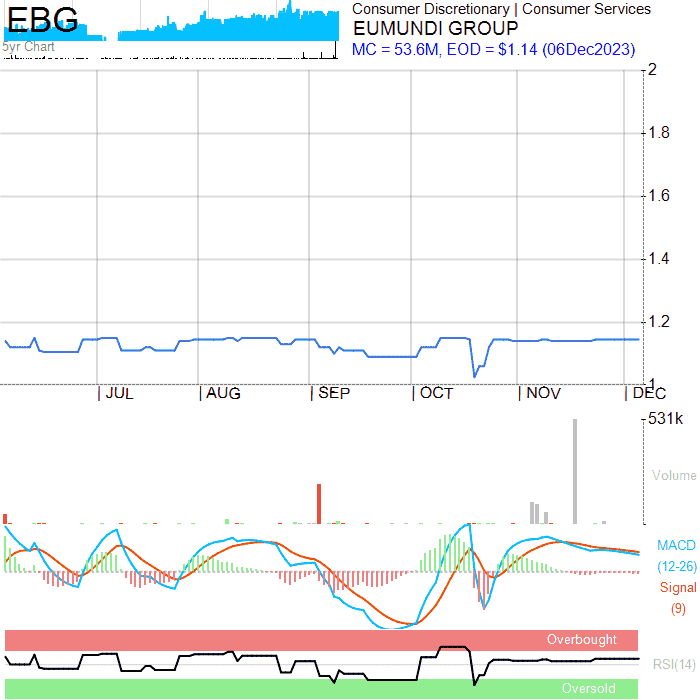 EBG
5yr Chart
Consumer Discretionary | Consumer Services
EUMUNDI GROUP
MC = 53.6M, EOD = $1.14 (06Dec2023)
2
1.8
1.6
1.4
1.2
1
JUL
AUG
SEP
OCT
NOV
DEC
531k
Volume
MACD
(12-26)
Signal
(9)
Overbought
RSI(14)
Oversold